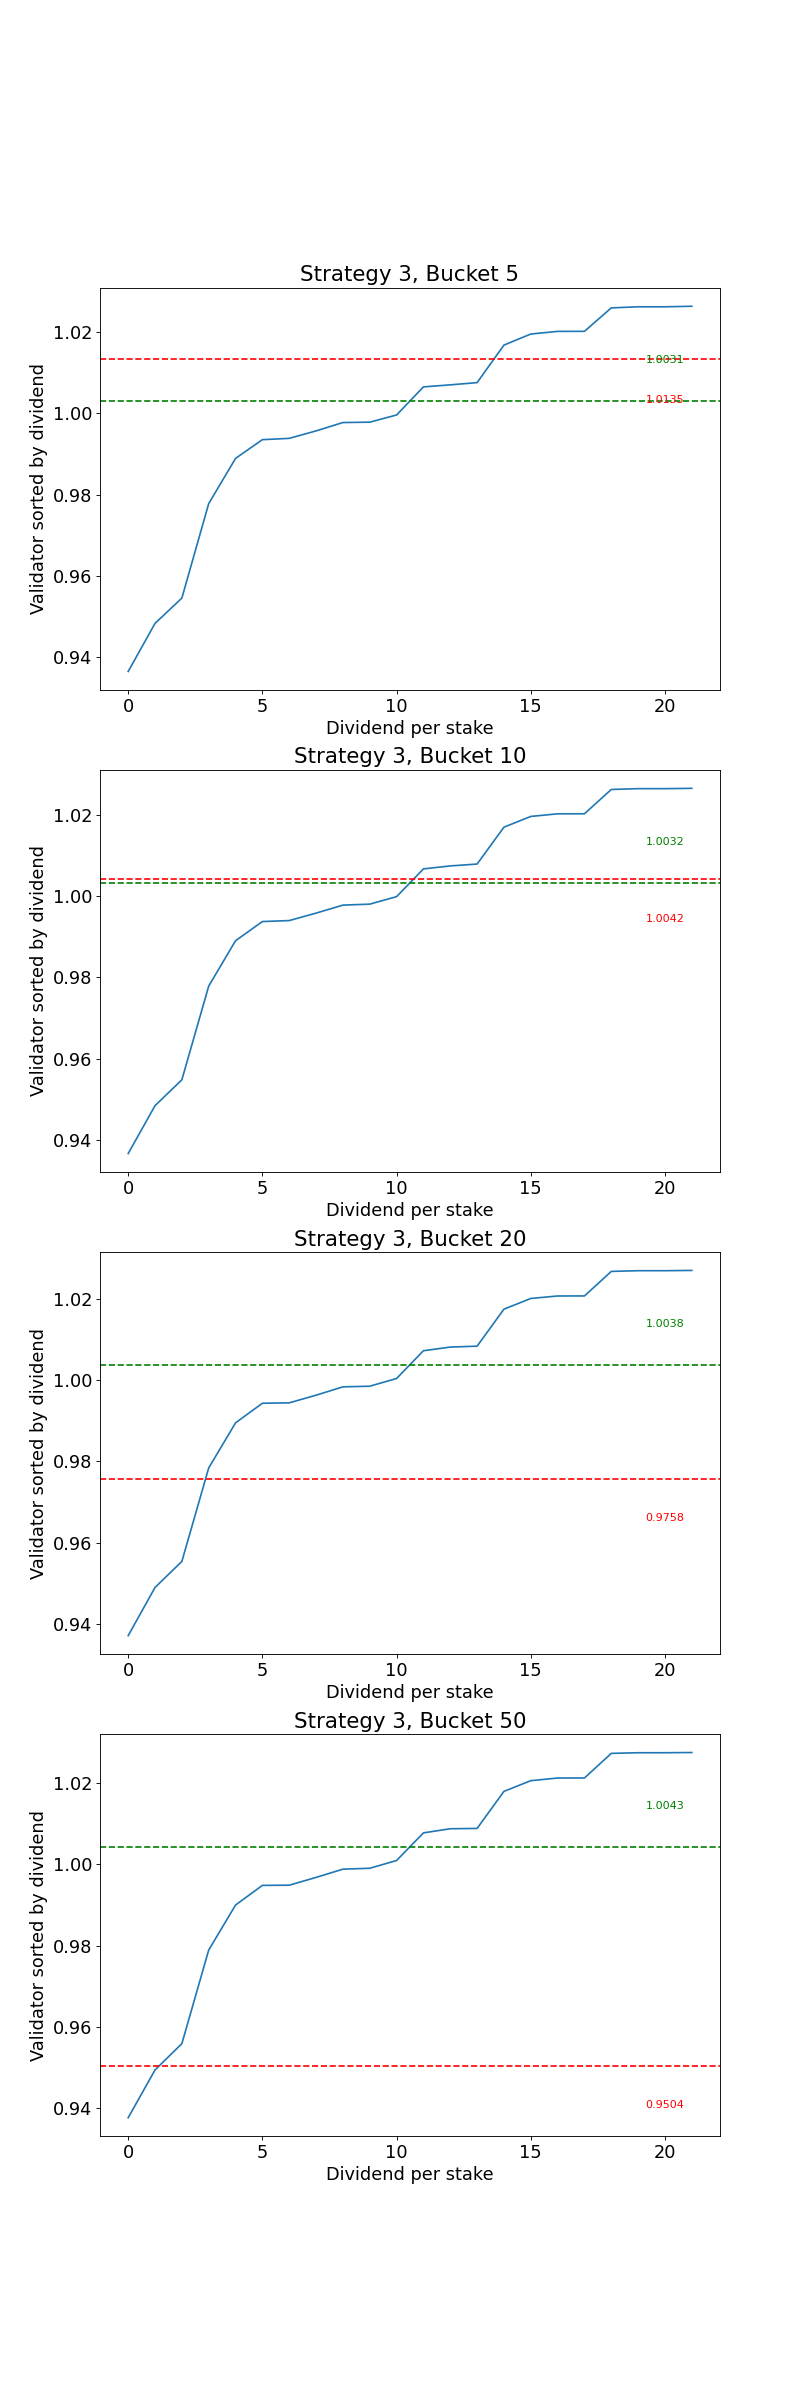 Strategy 3, Bucket 5
Validator sorted by dividend
1.02
1.00
0.98
0.96
0.94
1.0031
1.0135
0 5 10 15 20
Dividend per stake
Strategy 3, Bucket 10
Validator sorted by dividend
1.02
1.00
0.98
0.96
0.94
1.0032
1.0042
0 5 10 15 20
Dividend per stake
Strategy 3, Bucket 20
Validator sorted by dividend
1.02
1.00
0.98
0.96
0.94
1.0038
0.9758
0 5 10 15 20
Dividend per stake
Strategy 3, Bucket 50
Validator sorted by dividend
1.02
1.00
0.98
0.96
0.94
1.0043
0.9504
0 5 10 15 20
Dividend per stake